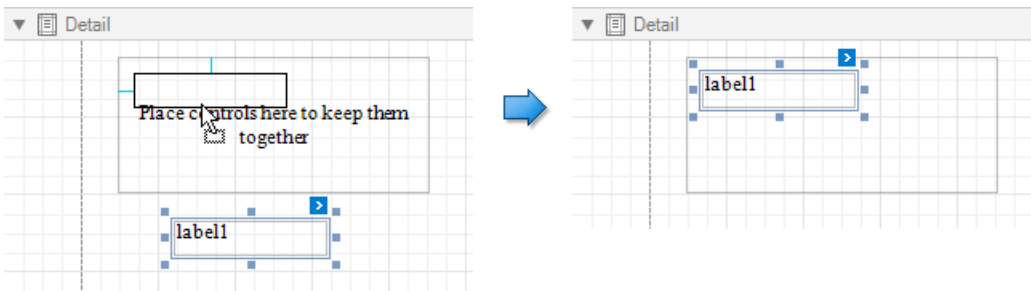 Detail
Place controls here to keep them
together
label1
Detail
label1